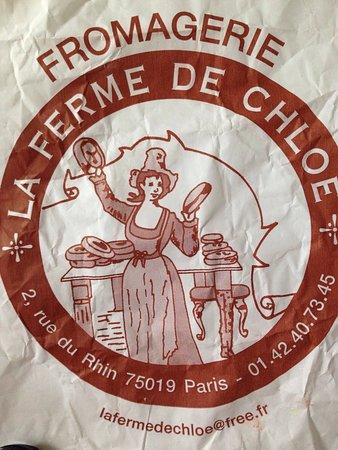 FROMAGERIE
LA FERME DE CHLOE
2, rue du Rhin 75019 Paris - 01.42.40.73.45
lafermedechloe@free.fr